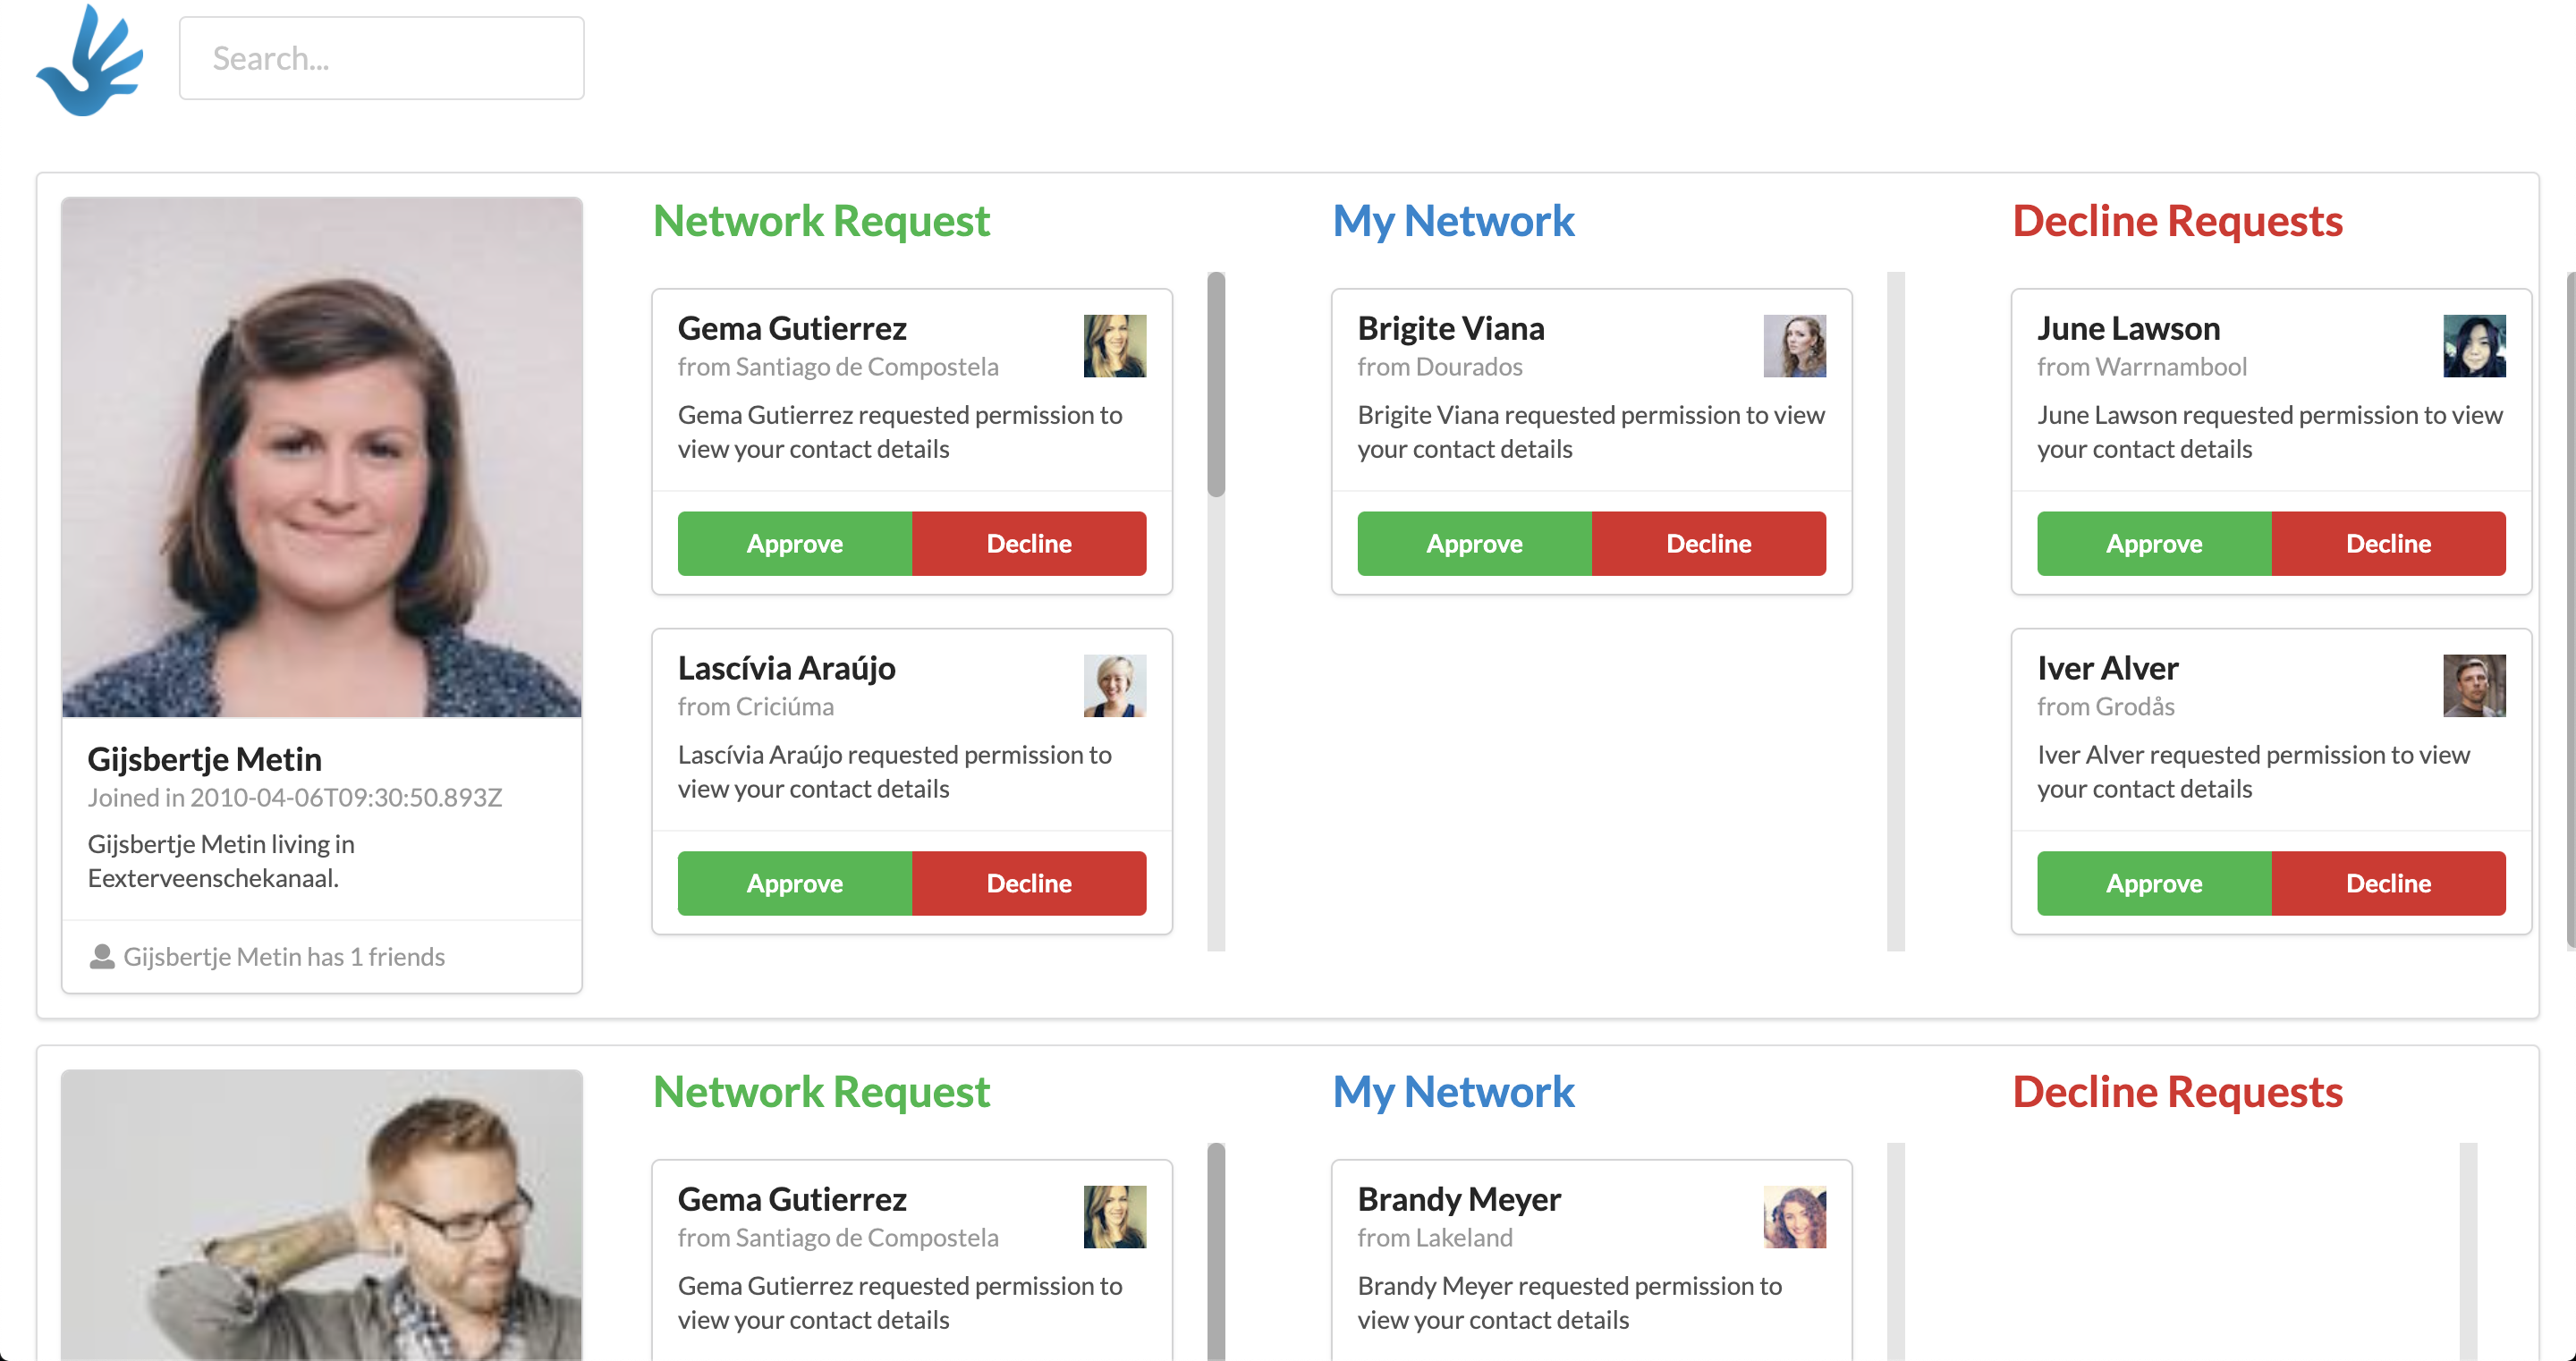 Search...
Gijsbertje Metin
Joined in 2010-04-06T09:30:50.893Z
Gijsbertje Metin living in
Eexterveenschekanaal.
Gijsbertje Metin has 1 friends
Network Request
Gema Gutierrez
from Santiago de Compostela
Gema Gutierrez requested permission to
view your contact details
Approve Decline
Lascívia Araújo
from Criciúma
Lascívia Araújo requested permission to
view your contact details
Approve Decline
My Network
Brigite Viana
from Dourados
Brigite Viana requested permission to view
your contact details
Approve Decline
Decline Requests
June Lawson
from Warrnambool
June Lawson requested permission to view
your contact details
Approve Decline
Iver Alver
from Grodås
Iver Alver requested permission to view
your contact details
Approve Decline
Network Request
Gema Gutierrez
from Santiago de Compostela
Gema Gutierrez requested permission to
view your contact details
My Network
Brandy Meyer
from Lakeland
Brandy Meyer requested permission to
view your contact details
Decline Requests